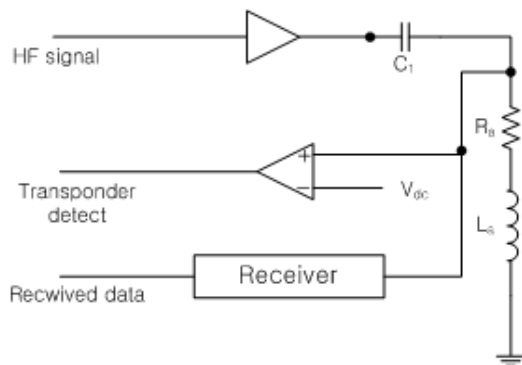 HF signal
C₁
Rₐ
+
−
Vdc
Transponder
detect
Lₐ
Receiver
Recwived data